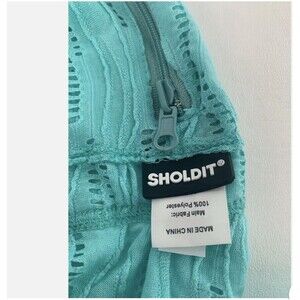 SHOLDIT®
MADE IN CHINA
Main Fabric:
100% Polyester